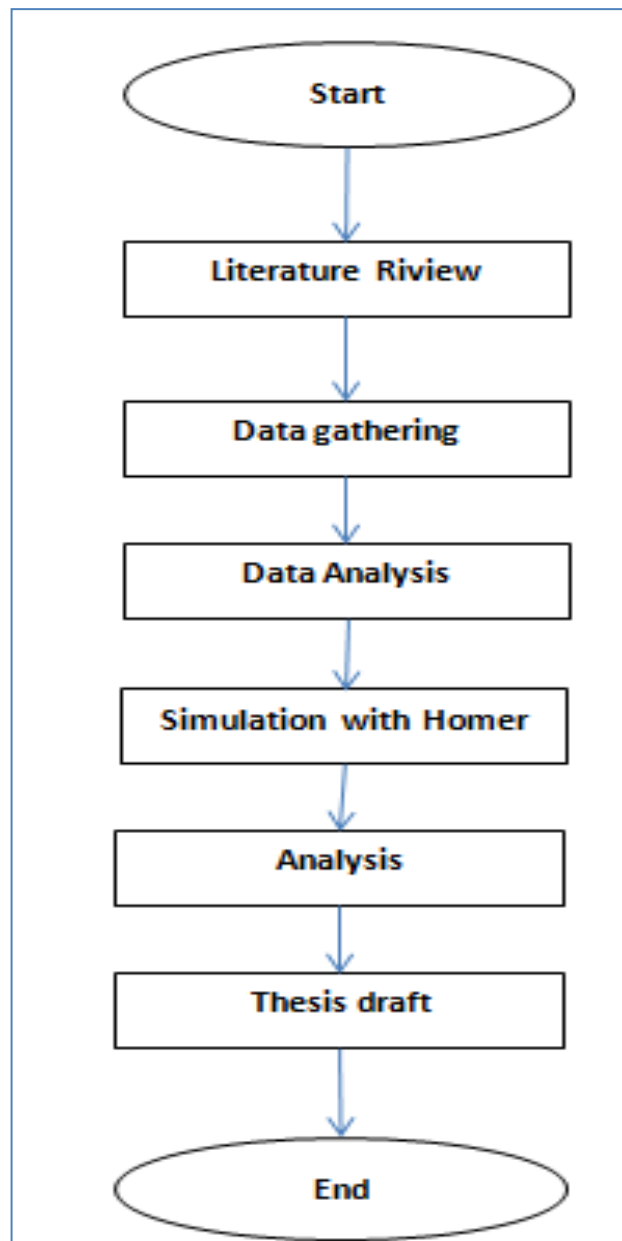 Start
Literature Riview
Data gathering
Data Analysis
Simulation with Homer
Analysis
Thesis draft
End